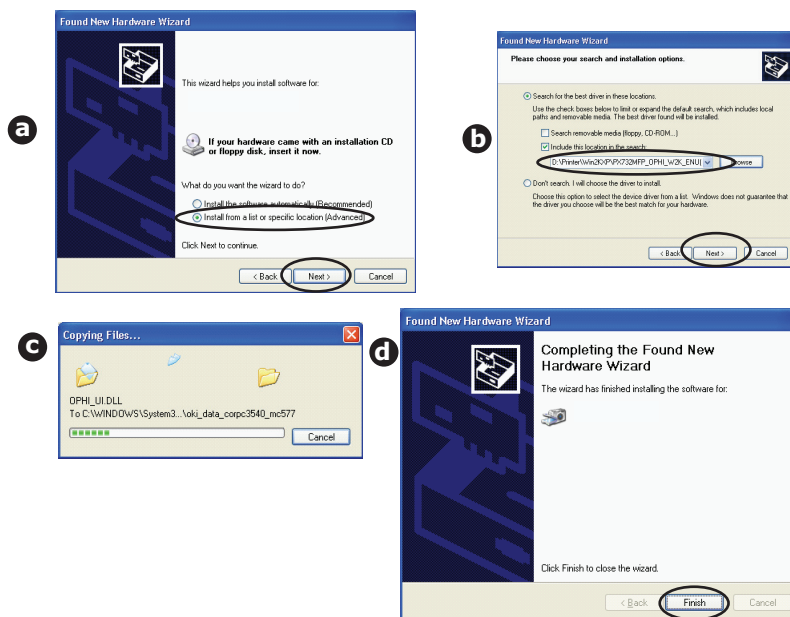 a
Found New Hardware Wizard
This wizard helps you install software for:
If your hardware came with an installation CD
or floppy disk, insert it now.
What do you want the wizard to do?
Install the software automatically (Recommended)
Install from a list or specific location (Advanced)
Click Next to continue.
< Back
Next >
Cancel
b
Found New Hardware Wizard
Please choose your search and installation options.
Search for the best driver in these locations.
Use the check boxes below to limit or expand the default search, which includes local
paths and removable media. The best driver found will be installed.
Search removable media (floppy, CD-ROM...)
Include this location in the search:
D:\Printer\Win2KXP\PX732MFP_OPHI_W2K_ENU(
Browse
Don't search. I will choose the driver to install.
Choose this option to select the device driver from a list. Windows does not guarantee that
the driver you choose will be the best match for your hardware.
< Back
Next >
Cancel
c
Copying Files...
OPHI_UI.DLL
To C:\WINDOWS\System3...\oki_data_corpc3540_mc577
Cancel
d
Found New Hardware Wizard
Completing the Found New
Hardware Wizard
The wizard has finished installing the software for:
Click Finish to close the wizard.
< Back
Finish
Cancel